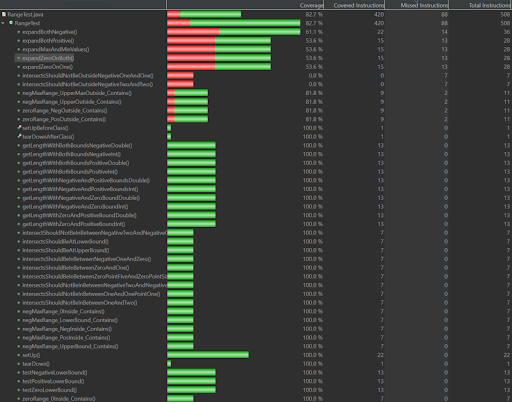 Coverage Covered Instructions Missed Instructions Total Instructions
RangeTest.java 82.7 % 420 88 508
RangeTest 82.7 % 420 88 508
expandBothNegative() 61.1 % 22 14 36
expandBothPositive() 53.6 % 15 13 28
expandMaxAndMinValues() 53.6 % 15 13 28
expandZeroOnBoth() 53.6 % 15 13 28
expandZeroOnOne() 53.6 % 15 13 28
intersectsShouldNotBeOutsideNegativeOneAndOne() 0.0 % 0 7 7
intersectsShouldNotBeOutsideNegativeTwoAndTwo() 0.0 % 0 7 7
negMaxRange_UpperMaxOutside_Contains() 81.8 % 9 2 11
negMaxRange_UpperOutside_Contains() 81.8 % 9 2 11
zeroRange_NegOutside_Contains() 81.8 % 9 2 11
zeroRange_PosOutside_Contains() 81.8 % 9 2 11
setUpBeforeClass() 100.0 % 1 0 1
tearDownAfterClass() 100.0 % 1 0 1
getLengthWithBothBoundsNegativeDouble() 100.0 % 13 0 13
getLengthWithBothBoundsNegativeInt() 100.0 % 13 0 13
getLengthWithBothBoundsPositiveDouble() 100.0 % 13 0 13
getLengthWithBothBoundsPositiveInt() 100.0 % 13 0 13
getLengthWithNegativeAndPositiveBoundsDouble() 100.0 % 13 0 13
getLengthWithNegativeAndPositiveBoundsInt() 100.0 % 13 0 13
getLengthWithNegativeAndZeroBoundDouble() 100.0 % 13 0 13
getLengthWithNegativeAndZeroBoundInt() 100.0 % 13 0 13
getLengthWithZeroAndPositiveBoundDouble() 100.0 % 13 0 13
getLengthWithZeroAndPositiveBoundInt() 100.0 % 13 0 13
intersectShouldNotBeInBetweenNegativeTwoAndNegative 100.0 % 7 0 7
intersectsShouldBeAtLowerBound() 100.0 % 7 0 7
intersectsShouldBeAtUpperBound() 100.0 % 7 0 7
intersectsShouldBeInBetweenNegativeOneAndZero() 100.0 % 7 0 7
intersectsShouldBeInBetweenZeroAndOne() 100.0 % 7 0 7
intersectsShouldBeInBetweenZeroPointFiveAndZeroPointSi 100.0 % 7 0 7
intersectsShouldNotBeInBetweenNegativeTwoAndNegativeO 100.0 % 7 0 7
intersectsShouldNotBeInBetweenOneAndOnePointOne() 100.0 % 7 0 7
intersectsShouldNotBeInBetweenOneAndTwo() 100.0 % 7 0 7
negMaxRange_0Inside_Contains() 100.0 % 7 0 7
negMaxRange_LowerBound_Contains() 100.0 % 7 0 7
negMaxRange_NegInside_Contains() 100.0 % 7 0 7
negMaxRange_PosInside_Contains() 100.0 % 7 0 7
negMaxRange_UpperBound_Contains() 100.0 % 7 0 7
setUp() 100.0 % 22 0 22
tearDown() 100.0 % 1 0 1
testNegativeLowerBound() 100.0 % 13 0 13
testPositiveLowerBound() 100.0 % 13 0 13
testZeroLowerBound() 100.0 % 13 0 13
zeroRange_0Inside_Contains() 100.0 % 7 0 7